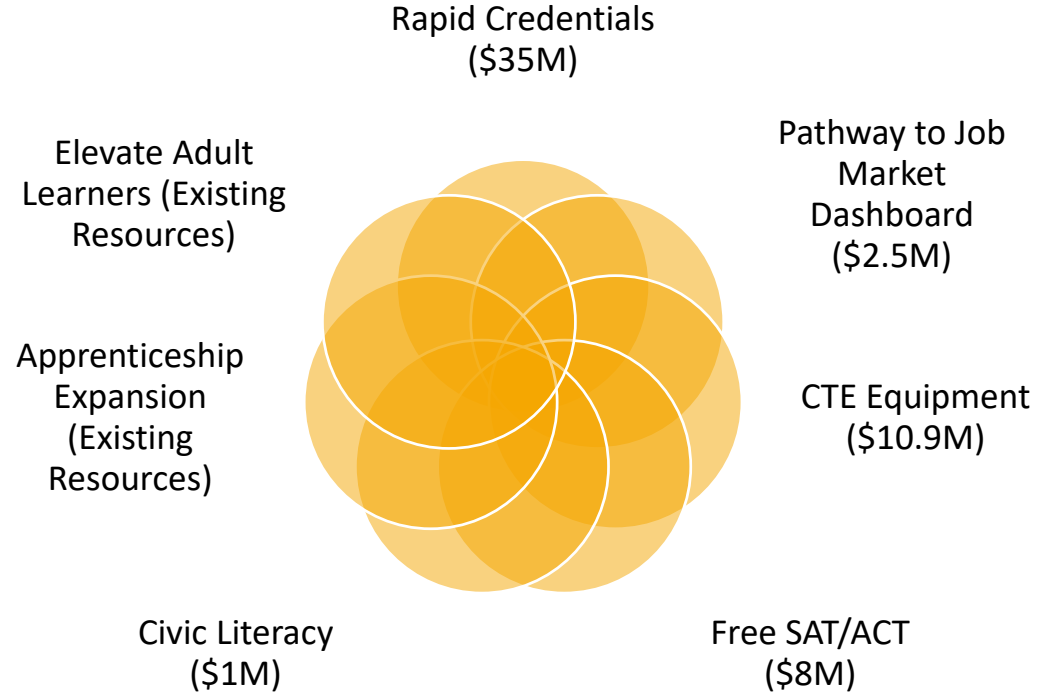 Rapid Credentials
($35M)
Pathway to Job
Market
Dashboard
($2.5M)
CTE Equipment
($10.9M)
Free SAT/ACT
($8M)
Civic Literacy
($1M)
Apprenticeship
Expansion
(Existing
Resources)
Elevate Adult
Learners (Existing
Resources)